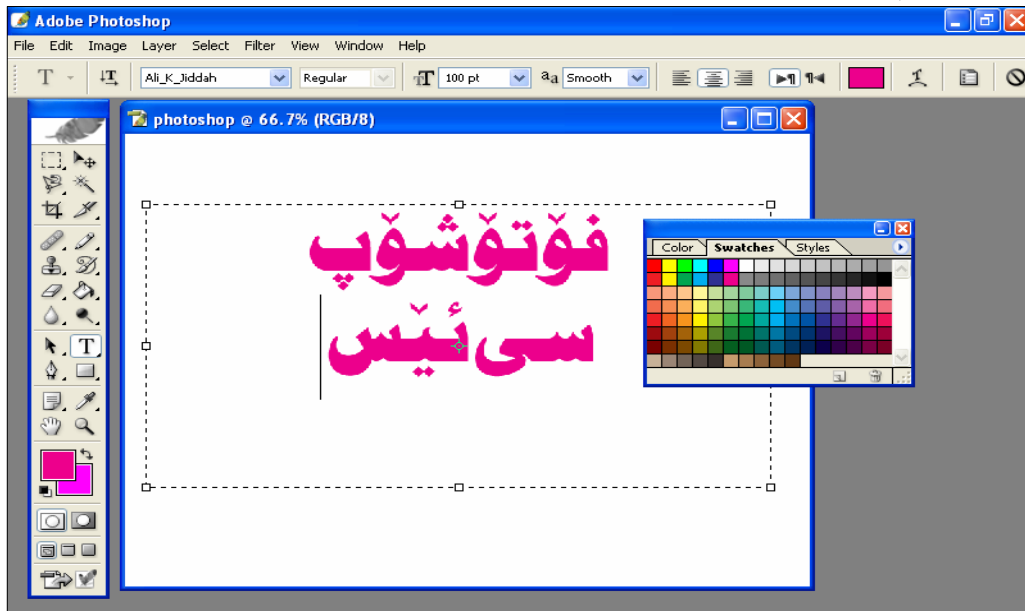 Adobe Photoshop
File Edit Image Layer Select Filter View Window Help
T Ali_K_Jiddah Regular 100 pt aa Smooth
photoshop @ 66.7% (RGB/8)
فۆتۆشۆپ
سی ئێس
Color Swatches Styles
T